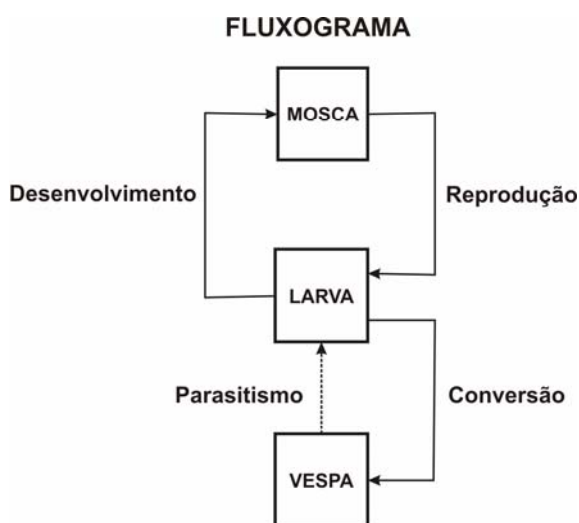 FLUXOGRAMA
MOSCA
Desenvolvimento
Reprodução
LARVA
Parasitismo
Conversão
VESPA